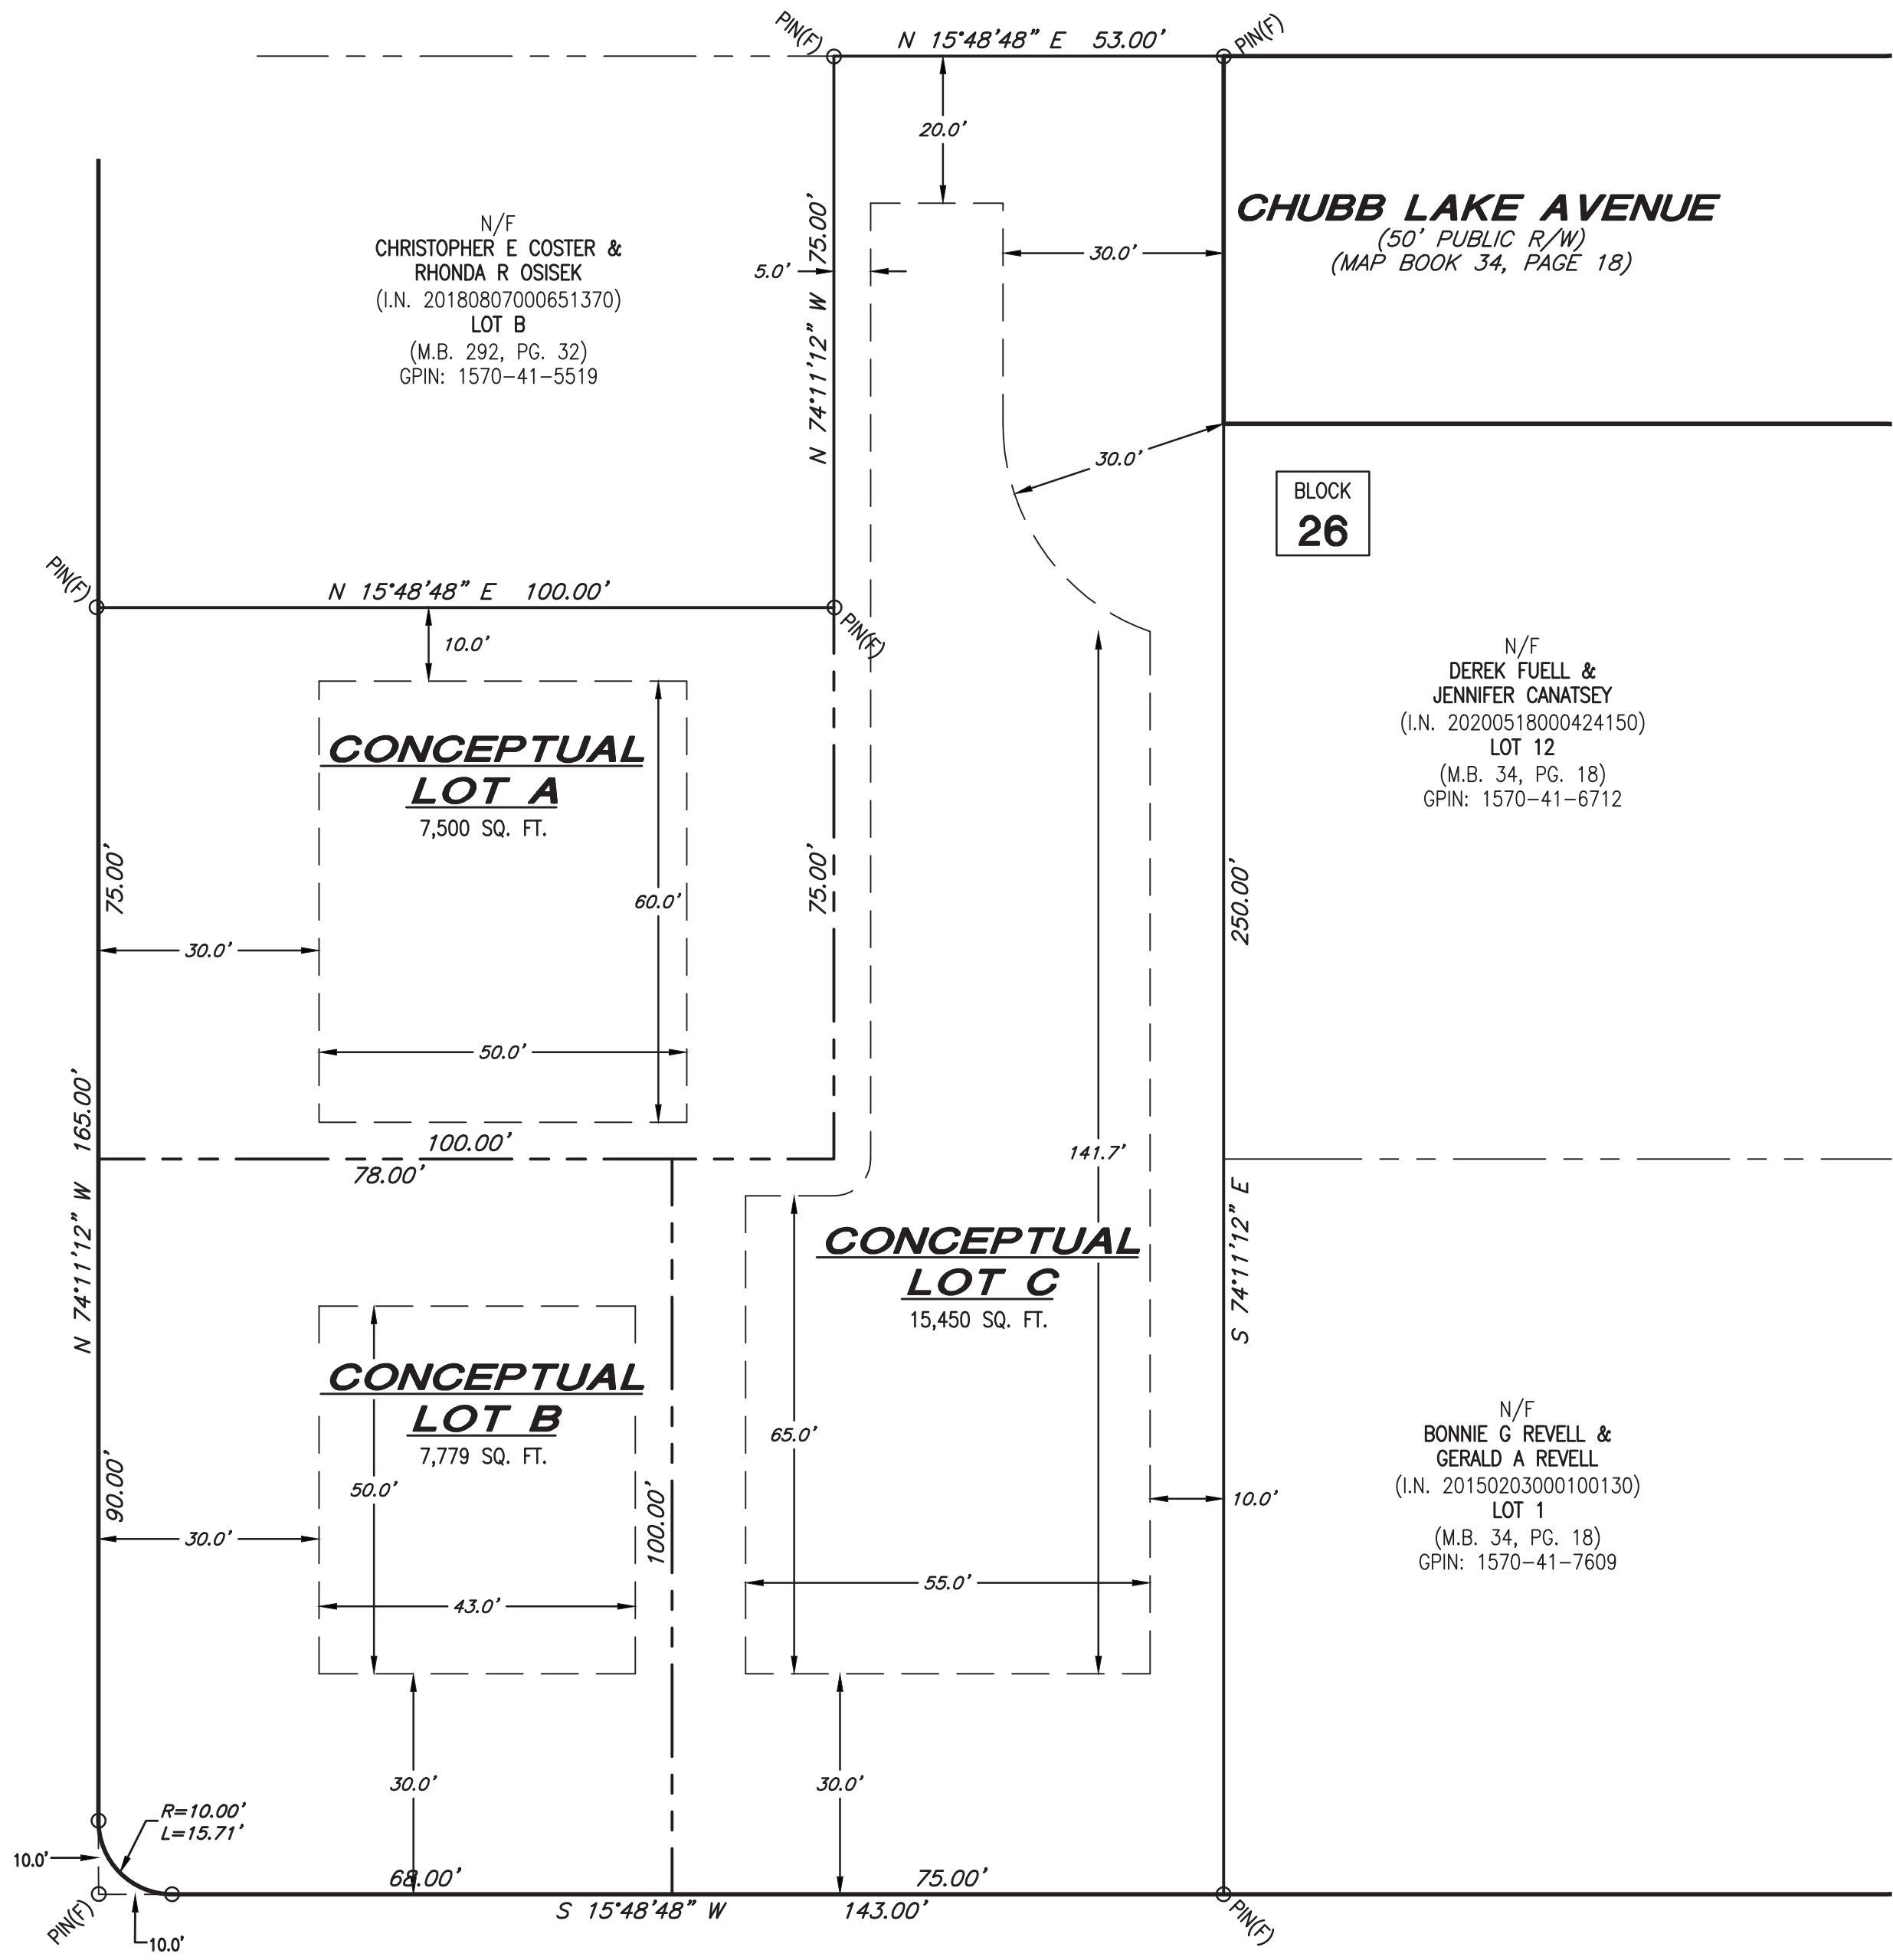 PIN(F)
N 15°48'48" E 53.00'
PIN(F)
20.0'
CHUBB LAKE AVENUE
(50' PUBLIC R/W)
(MAP BOOK 34, PAGE 18)
N/F
CHRISTOPHER E COSTER &
RHONDA R OSISEK
(I.N. 20180807000651370)
LOT B
(M.B. 292, PG. 32)
GPIN: 1570-41-5519
N 74°11'12" W 75.00'
5.0'
30.0'
30.0'
BLOCK
26
PIN(F)
N 15°48'48" E 100.00'
PIN(F)
10.0'
N/F
DEREK FUELL &
JENNIFER CANATSEY
(I.N. 20200518000424150)
LOT 12
(M.B. 34, PG. 18)
GPIN: 1570-41-6712
CONCEPTUAL
LOT A
7,500 SQ. FT.
75.00'
60.0'
75.00'
250.00'
30.0'
50.0'
N 74°11'12" W 165.00'
100.00'
78.00'
141.7'
S 74°11'12" E
CONCEPTUAL
LOT C
15,450 SQ. FT.
CONCEPTUAL
LOT B
7,779 SQ. FT.
90.00'
50.0'
100.00'
65.0'
10.0'
30.0'
43.0'
55.0'
N/F
BONNIE G REVELL &
GERALD A REVELL
(I.N. 20150203000100130)
LOT 1
(M.B. 34, PG. 18)
GPIN: 1570-41-7609
30.0'
30.0'
R=10.00'
L=15.71'
10.0'
68.00'
75.00'
S 15°48'48" W 143.00'
PIN(F)
10.0'
PIN(F)